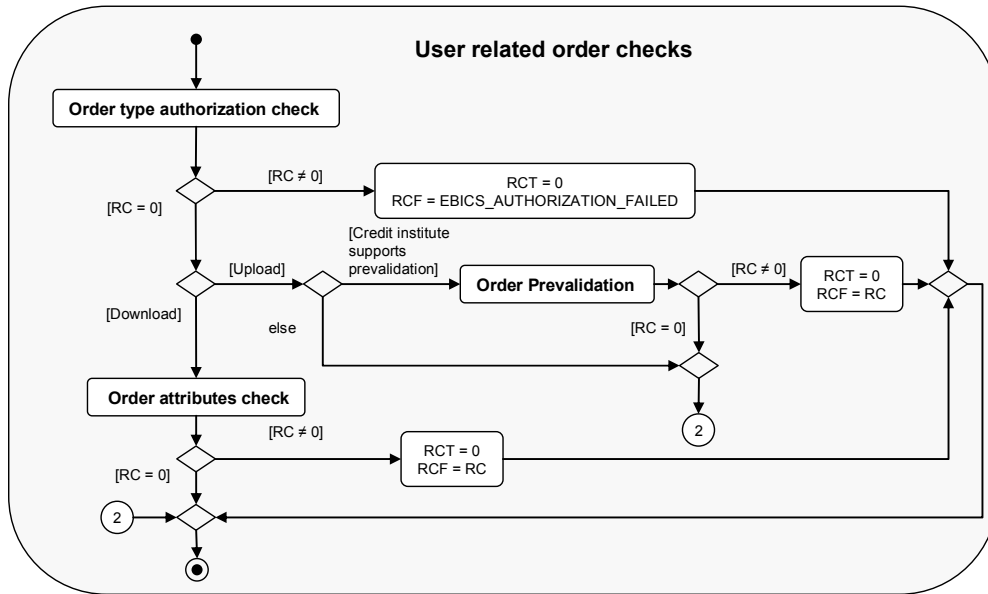 User related order checks
Order type authorization check
[RC ≠ 0]
RCT = 0
RCF = EBICS_AUTHORIZATION_FAILED
[RC = 0]
[Credit institute
supports
prevalidation]
[Upload]
[RC ≠ 0]
RCT = 0
RCF = RC
Order Prevalidation
[Download]
else
[RC = 0]
Order attributes check
2
[RC ≠ 0]
RCT = 0
RCF = RC
[RC = 0]
2